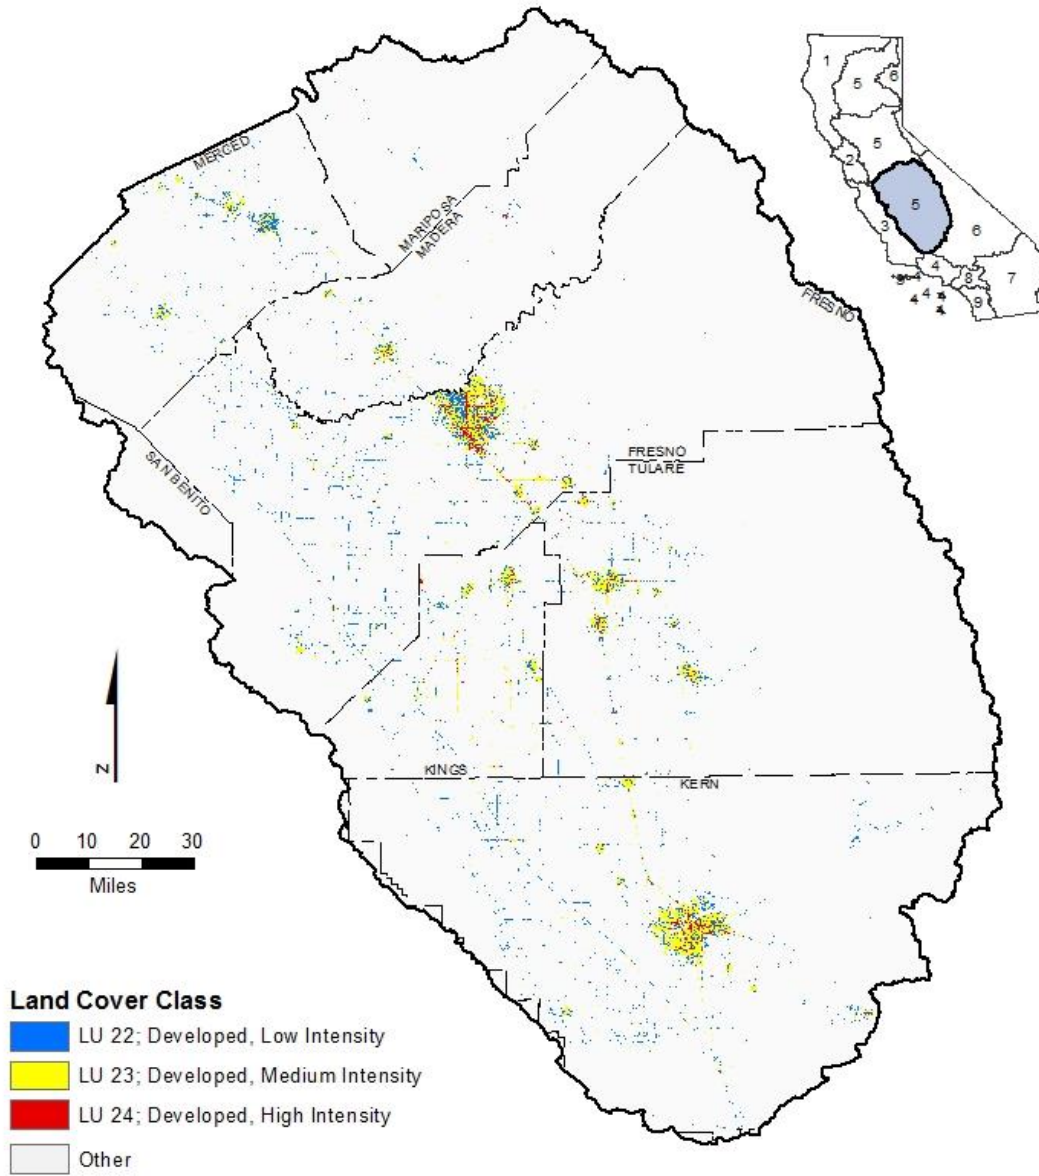 MERCED
MARIPOSA
MADERA
FRESNO
SAN BENITO
FRESNO
TULARE
KINGS
KERN
1
5
6
2
5
5
3
6
4
8
7
9
4
4
4
N
0 10 20 30
Miles
Land Cover Class
LU 22; Developed, Low Intensity
LU 23; Developed, Medium Intensity
LU 24; Developed, High Intensity
Other